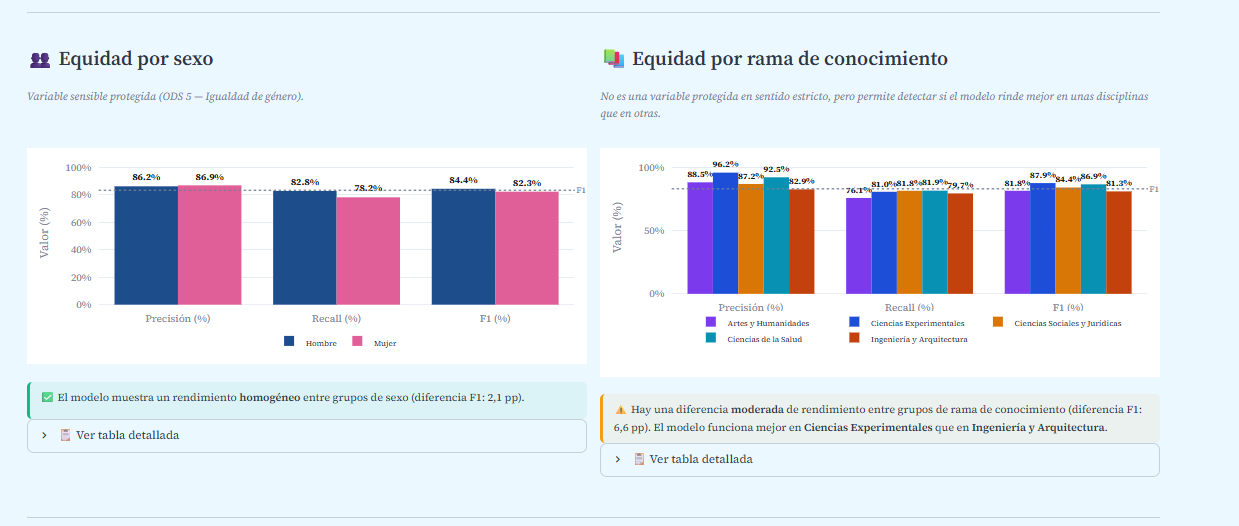 Equidad por sexo
Variable sensible protegida (ODS 5 — Igualdad de género).
100%
80%
60%
40%
20%
0%
Valor (%)
86.2%
86.9%
82.8%
78.2%
84.4%
82.3%
F1
Precisión (%)
Recall (%)
F1 (%)
Hombre
Mujer
✅ El modelo muestra un rendimiento homogéneo entre grupos de sexo (diferencia F1: 2,1 pp).
Ver tabla detallada
Equidad por rama de conocimiento
No es una variable protegida en sentido estricto, pero permite detectar si el modelo rinde mejor en unas disciplinas
que en otras.
100%
50%
0%
Valor (%)
88.5%
96.2%
87.2%
92.5%
82.9%
76.1%
81.0%
81.8%
81.9%
79.7%
81.8%
87.9%
84.4%
86.9%
81.3%
F1
Precisión (%)
Recall (%)
F1 (%)
Artes y Humanidades
Ciencias Experimentales
Ciencias Sociales y Jurídicas
Ciencias de la Salud
Ingeniería y Arquitectura
⚠️ Hay una diferencia moderada de rendimiento entre grupos de rama de conocimiento (diferencia F1:
6,6 pp). El modelo funciona mejor en Ciencias Experimentales que en Ingeniería y Arquitectura.
Ver tabla detallada